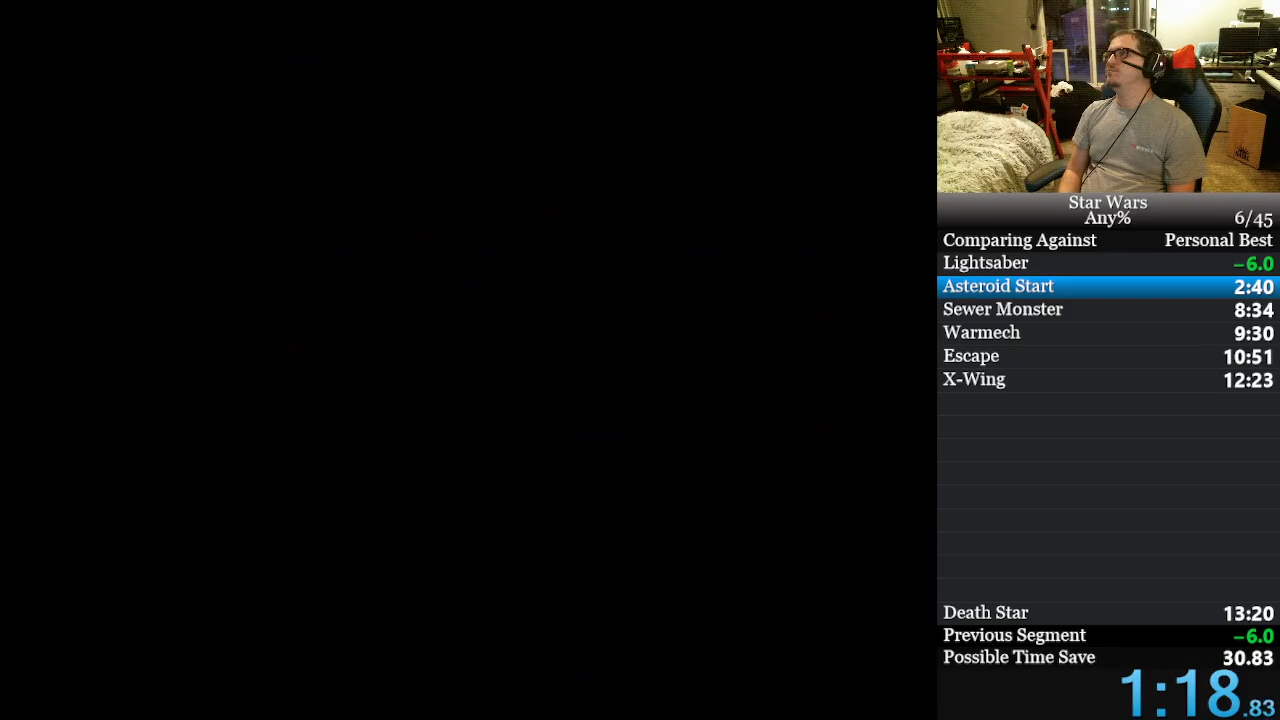 Star Wars
Any% 6/45
Comparing Against Personal Best
Lightsaber −6.0
Asteroid Start 2:40
Sewer Monster 8:34
Warmech 9:30
Escape 10:51
X-Wing 12:23
Death Star 13:20
Previous Segment −6.0
Possible Time Save 30.83
1:18.83